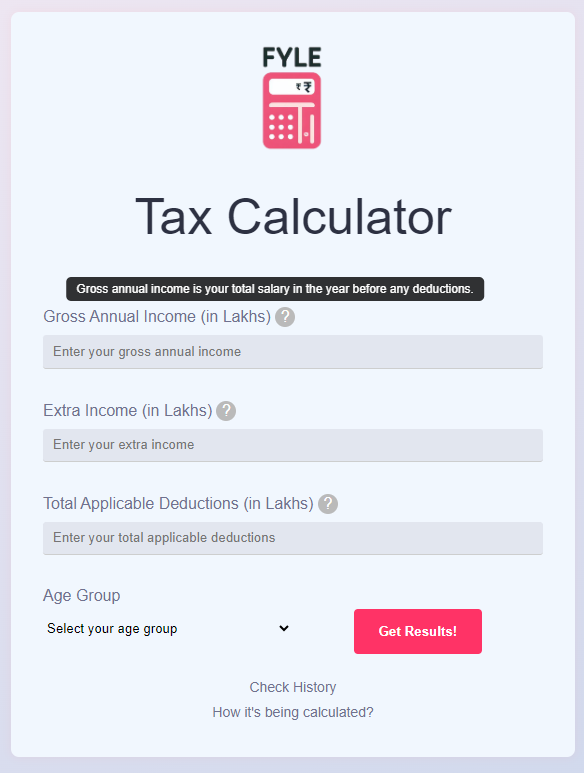 FYLE
₹ ₹
Tax Calculator
Gross annual income is your total salary in the year before any deductions.
Gross Annual Income (in Lakhs) ?
Enter your gross annual income
Extra Income (in Lakhs) ?
Enter your extra income
Total Applicable Deductions (in Lakhs) ?
Enter your total applicable deductions
Age Group
Select your age group
Get Results!
Check History
How it's being calculated?